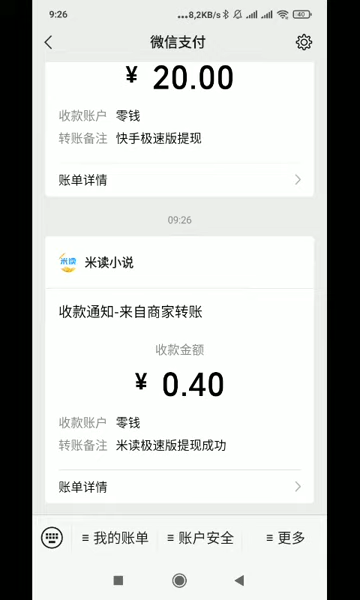 9:26
...8,2KB/s
40
微信支付
¥ 20.00
收款账户 零钱
转账备注 快手极速版提现
账单详情
09:26
米读 米读小说
收款通知-来自商家转账
收款金额
¥ 0.40
收款账户 零钱
转账备注 米读极速版提现成功
账单详情
我的账单 账户安全 更多